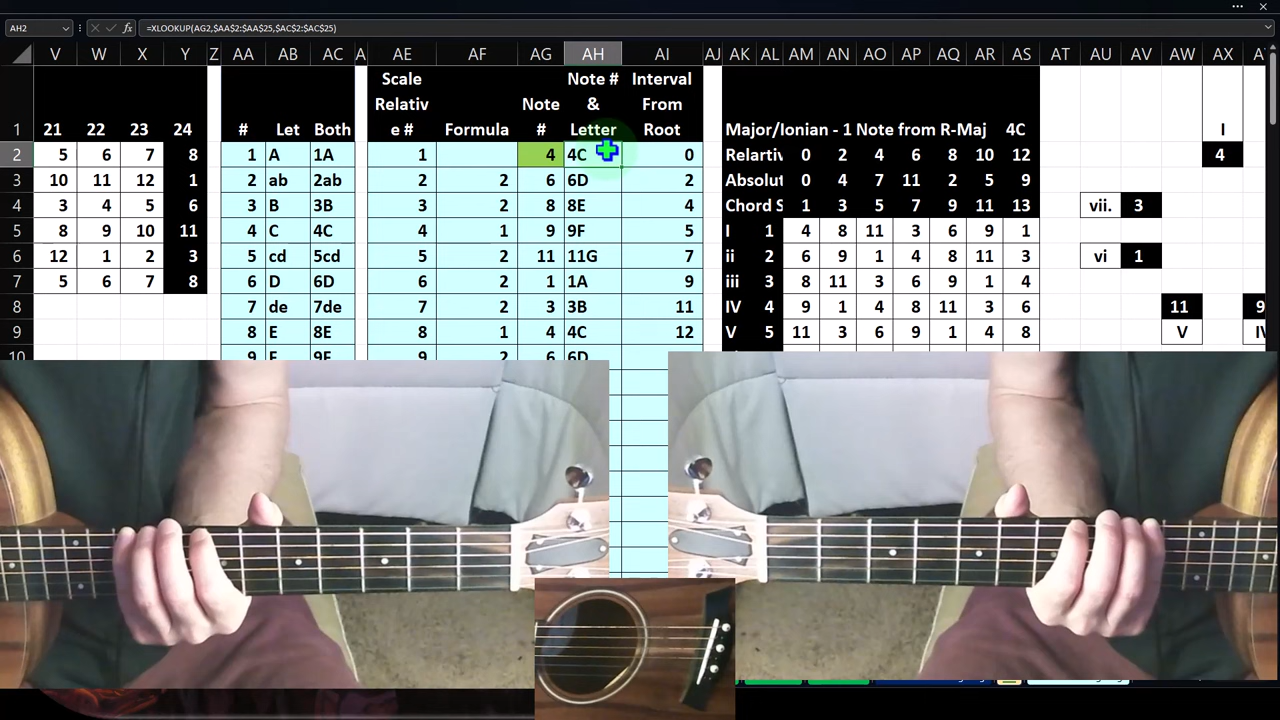 AH2 fx =XLOOKUP(AG2,$AA$2:$AA$25,$AC$2:$AC$25)
V W X Y Z AA AB AC A AE AF AG AH AI AJ AK AL AM AN AO AP AQ AR AS AT AU AV AW AX
Scale Note # Interval
Relativ Note & From I
1 21 22 23 24 # Let Both e # Formula # Letter Root Major/Ionian - 1 Note from R-Maj 4C
2 5 6 7 8 1 A 1A 1 4 4C 0 Relartiv 0 2 4 6 8 10 12 4
3 10 11 12 1 2 ab 2ab 2 2 6 6D 2 Absolut 0 4 7 11 2 5 9
4 3 4 5 6 3 B 3B 3 2 8 8E 4 Chord S 1 3 5 7 9 11 13 vii. 3
5 8 9 10 11 4 C 4C 4 1 9 9F 5 I 1 4 8 11 3 6 9 1
6 12 1 2 3 5 cd 5cd 5 2 11 11G 7 ii 2 6 9 1 4 8 11 3 vi 1
7 5 6 7 8 6 D 6D 6 2 1 1A 9 iii 3 8 11 3 6 9 1 4
8 7 de 7de 7 2 3 3B 11 IV 4 9 1 4 8 11 3 6 11 9
9 8 E 8E 8 1 4 4C 12 V 5 11 3 6 9 1 4 8 V IV
10 9 F 9F 9 2 6 6D